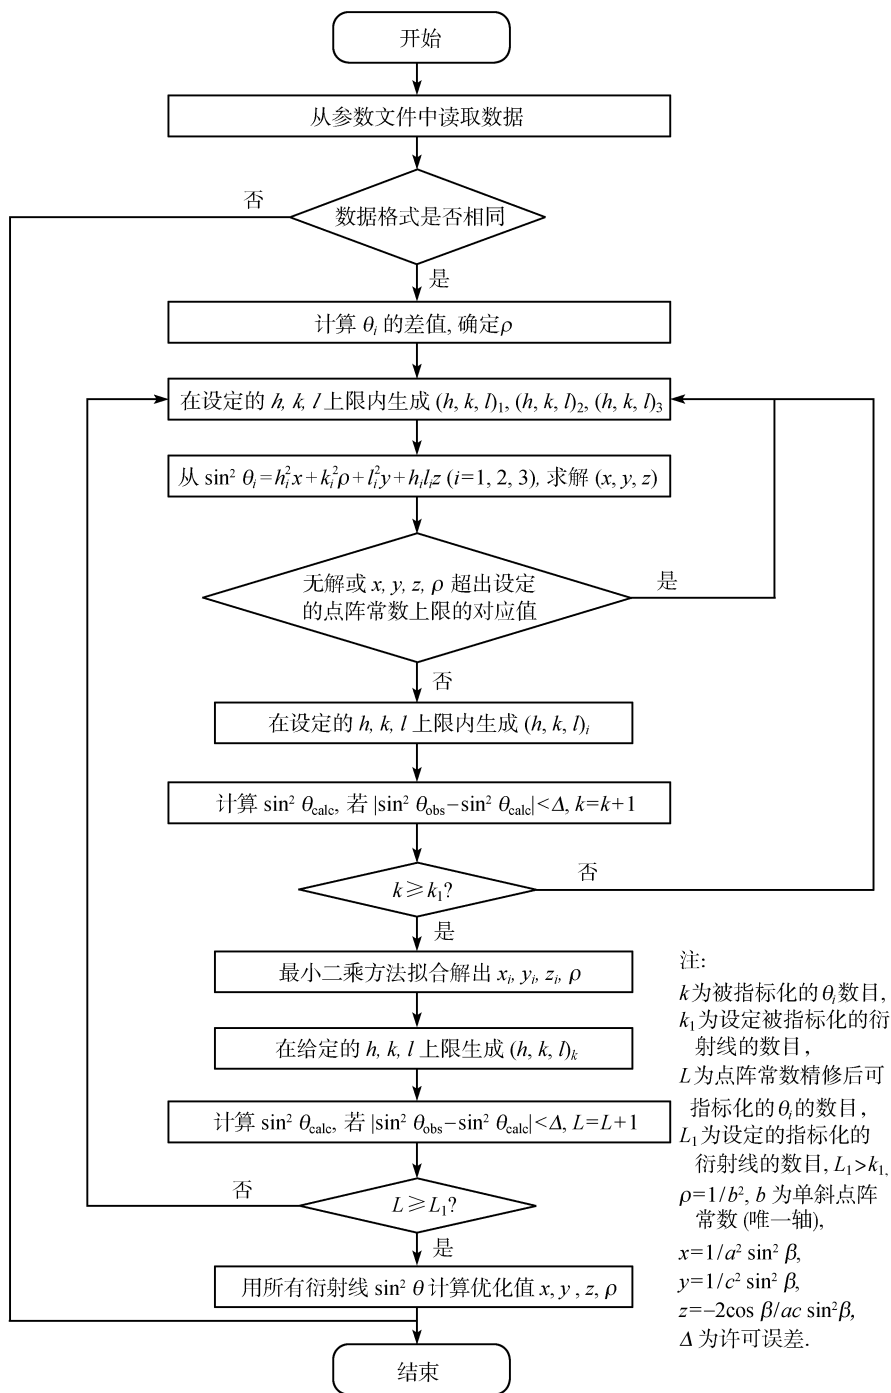 开始
从参数文件中读取数据
否
数据格式是否相同
是
计算 θᵢ 的差值, 确定ρ
在设定的 h, k, l 上限内生成 (h, k, l)₁, (h, k, l)₂, (h, k, l)₃
从 sin² θᵢ=hᵢ²x+kᵢ²ρ+lᵢ²y+hᵢlᵢz (i=1, 2, 3), 求解 (x, y, z)
无解或 x, y, z, ρ 超出设定
的点阵常数上限的对应值
是
否
在设定的 h, k, l 上限内生成 (h, k, l)ᵢ
计算 sin² θcalc, 若 |sin² θobs−sin² θcalc|<Δ, k=k+1
k≥k₁?
否
是
最小二乘方法拟合解出 xᵢ, yᵢ, zᵢ, ρ
在给定的 h, k, l 上限生成 (h, k, l)ₖ
计算 sin² θcalc, 若 |sin² θobs−sin² θcalc|<Δ, L=L+1
否
L≥L₁?
是
用所有衍射线 sin² θ 计算优化值 x, y , z, ρ
结束
注:
k为被指标化的θᵢ数目,
k₁为设定被指标化的衍
射线的数目,
L为点阵常数精修后可
指标化的θᵢ的数目,
L₁为设定的指标化的
衍射线的数目, L₁>k₁,
ρ=1/b², b 为单斜点阵
常数 (唯一轴),
x=1/a² sin² β,
y=1/c² sin² β,
z=−2cos β/ac sin²β,
Δ 为许可误差.